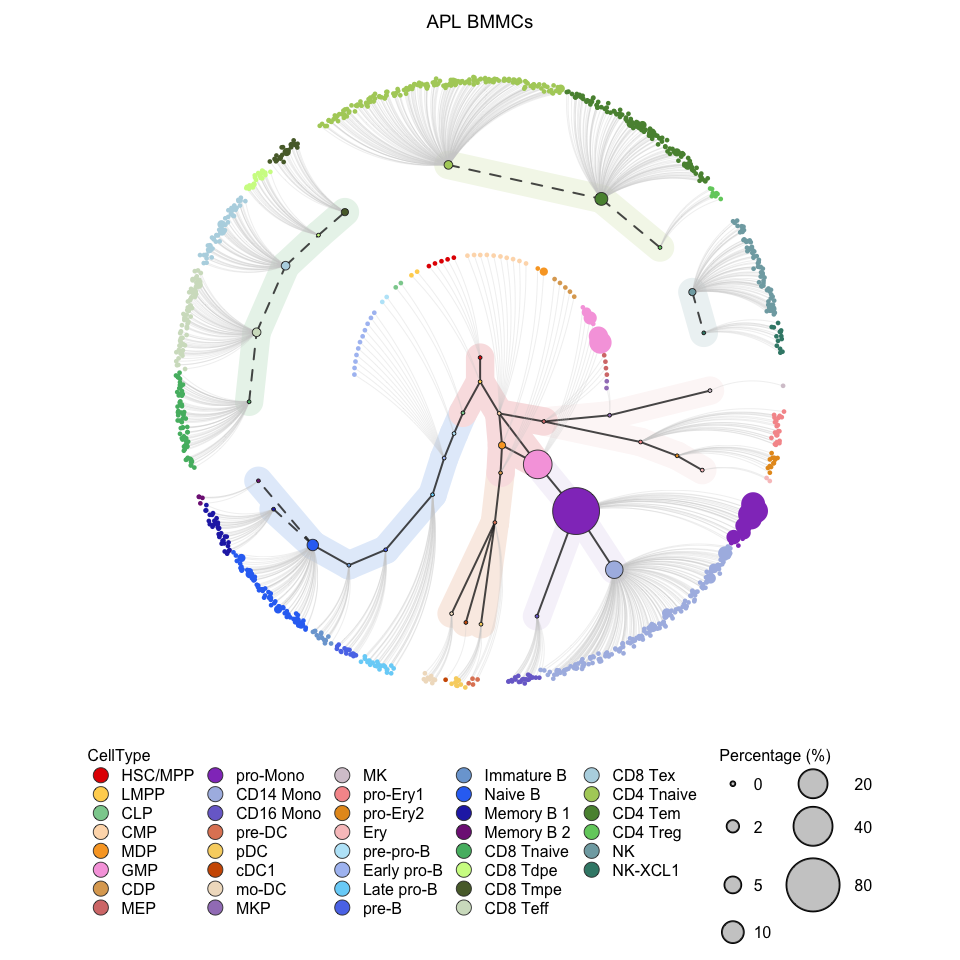 APL BMMCs
CellType
HSC/MPP
LMPP
CLP
CMP
MDP
GMP
CDP
MEP
pro-Mono
CD14 Mono
CD16 Mono
pre-DC
pDC
cDC1
mo-DC
MKP
MK
pro-Ery1
pro-Ery2
Ery
pre-pro-B
Early pro-B
Late pro-B
pre-B
Immature B
Naive B
Memory B 1
Memory B 2
CD8 Tnaive
CD8 Tdpe
CD8 Tmpe
CD8 Teff
CD8 Tex
CD4 Tnaive
CD4 Tem
CD4 Treg
NK
NK-XCL1
Percentage (%)
0
2
5
10
20
40
80